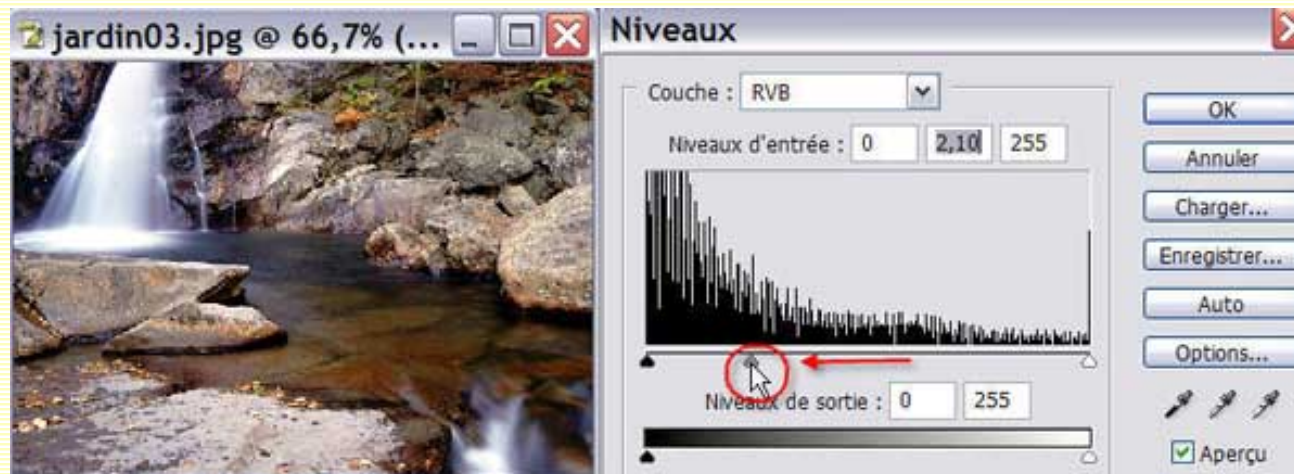 jardin03.jpg @ 66,7% (...
Niveaux
Couche : RVB
Niveaux d'entrée : 0 2,10 255
Niveaux de sortie : 0 255
OK
Annuler
Charger...
Enregistrer...
Auto
Options...
Aperçu